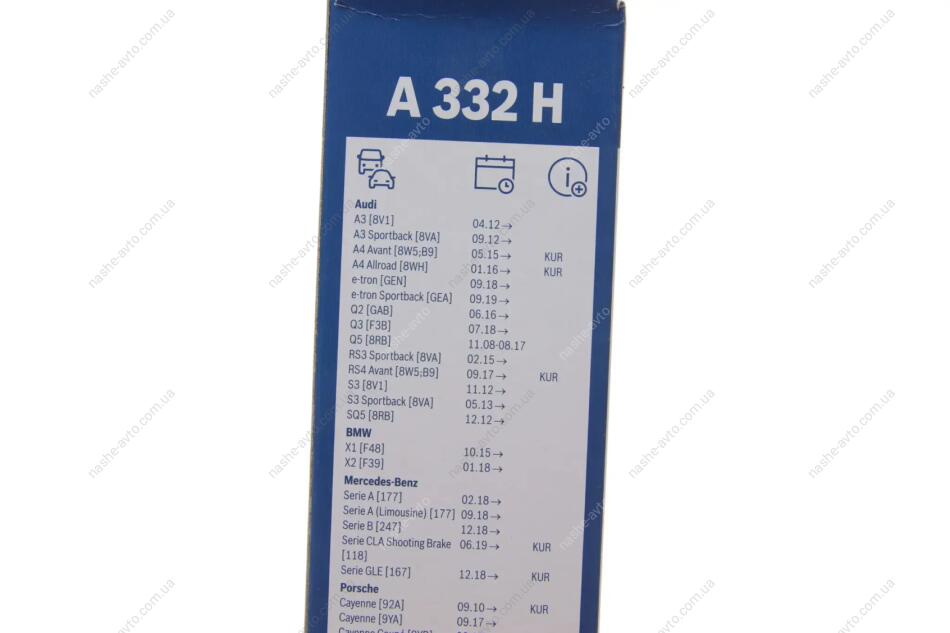 A 332 H
Audi
A3 [8V1] 04.12→
A3 Sportback [8VA] 09.12→
A4 Avant [8W5;B9] 05.15→ KUR
A4 Allroad [8WH] 01.16→ KUR
e-tron [GEN] 09.18→
e-tron Sportback [GEA] 09.19→
Q2 [GAB] 06.16→
Q3 [F3B] 07.18→
Q5 [8RB] 11.08-08.17
RS3 Sportback [8VA] 02.15→
RS4 Avant [8W5;B9] 09.17→ KUR
S3 [8V1] 11.12→
S3 Sportback [8VA] 05.13→
SQ5 [8RB] 12.12→
BMW
X1 [F48] 10.15→
X2 [F39] 01.18→
Mercedes-Benz
Serie A [177] 02.18→
Serie A (Limousine) [177] 09.18→
Serie B [247] 12.18→
Serie CLA Shooting Brake 06.19→ KUR
[118]
Serie GLE [167] 12.18→ KUR
Porsche
Cayenne [92A] 09.10→ KUR
Cayenne [9YA] 09.17→
nashe-avto.com.ua